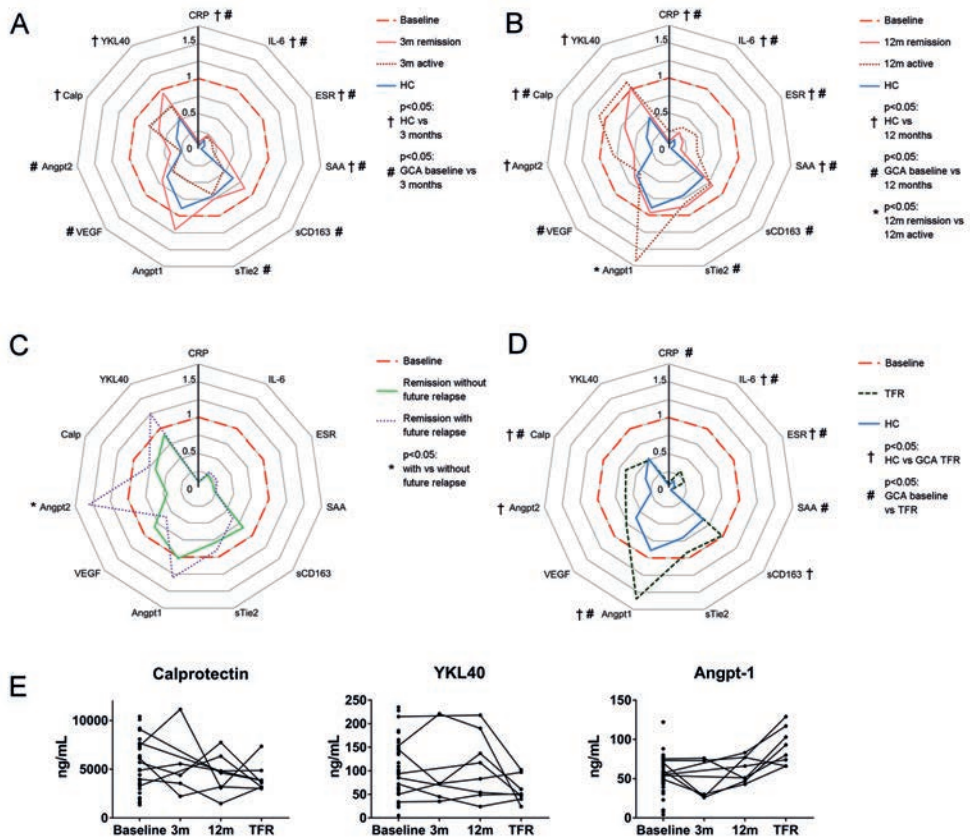 A
CRP † #
† YKL40
IL-6 † #
† Calp
ESR † #
# Angpt2
SAA † #
# VEGF
sCD163 #
Angpt1
sTie2 #
1.5
1
0.5
0
Baseline
3m remission
3m active
HC
p<0.05:
† HC vs
3 months
p<0.05:
# GCA baseline vs
3 months
B
CRP † #
† YKL40
IL-6 † #
† # Calp
ESR † #
† Angpt2
SAA † #
# VEGF
sCD163 #
* Angpt1
sTie2 #
1.5
1
0.5
0
Baseline
12m remission
12m active
HC
p<0.05:
† HC vs
12 months
p<0.05:
# GCA baseline vs
12 months
p<0.05:
* 12m remission vs
12m active
C
CRP
YKL40
IL-6
Calp
ESR
* Angpt2
SAA
VEGF
sCD163
Angpt1
sTie2
1.5
1
0.5
0
Baseline
Remission without
future relapse
Remission with
future relapse
p<0.05:
* with vs without
future relapse
D
CRP #
YKL40
IL-6 † #
† # Calp
ESR † #
† Angpt2
SAA #
VEGF
sCD163 †
† # Angpt1
sTie2
1.5
1
0.5
0
Baseline
TFR
HC
p<0.05:
† HC vs GCA TFR
p<0.05:
# GCA baseline
vs TFR
E
Calprotectin
ng/mL
10000
5000
0
Baseline 3m 12m TFR
YKL40
ng/mL
250
200
150
100
50
0
Baseline 3m 12m TFR
Angpt-1
ng/mL
150
100
50
0
Baseline 3m 12m TFR